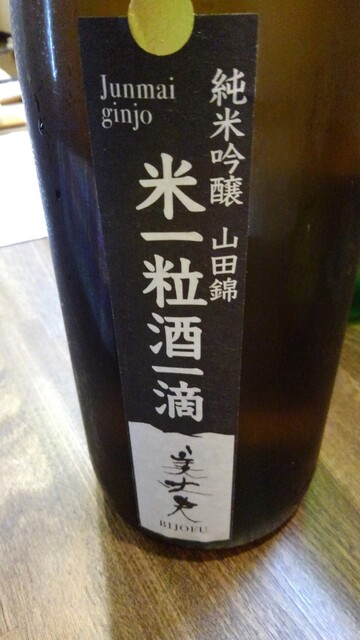 Junmai
ginjo
純米吟醸 山田錦
米一粒酒一滴
美丈夫
BIJOFU